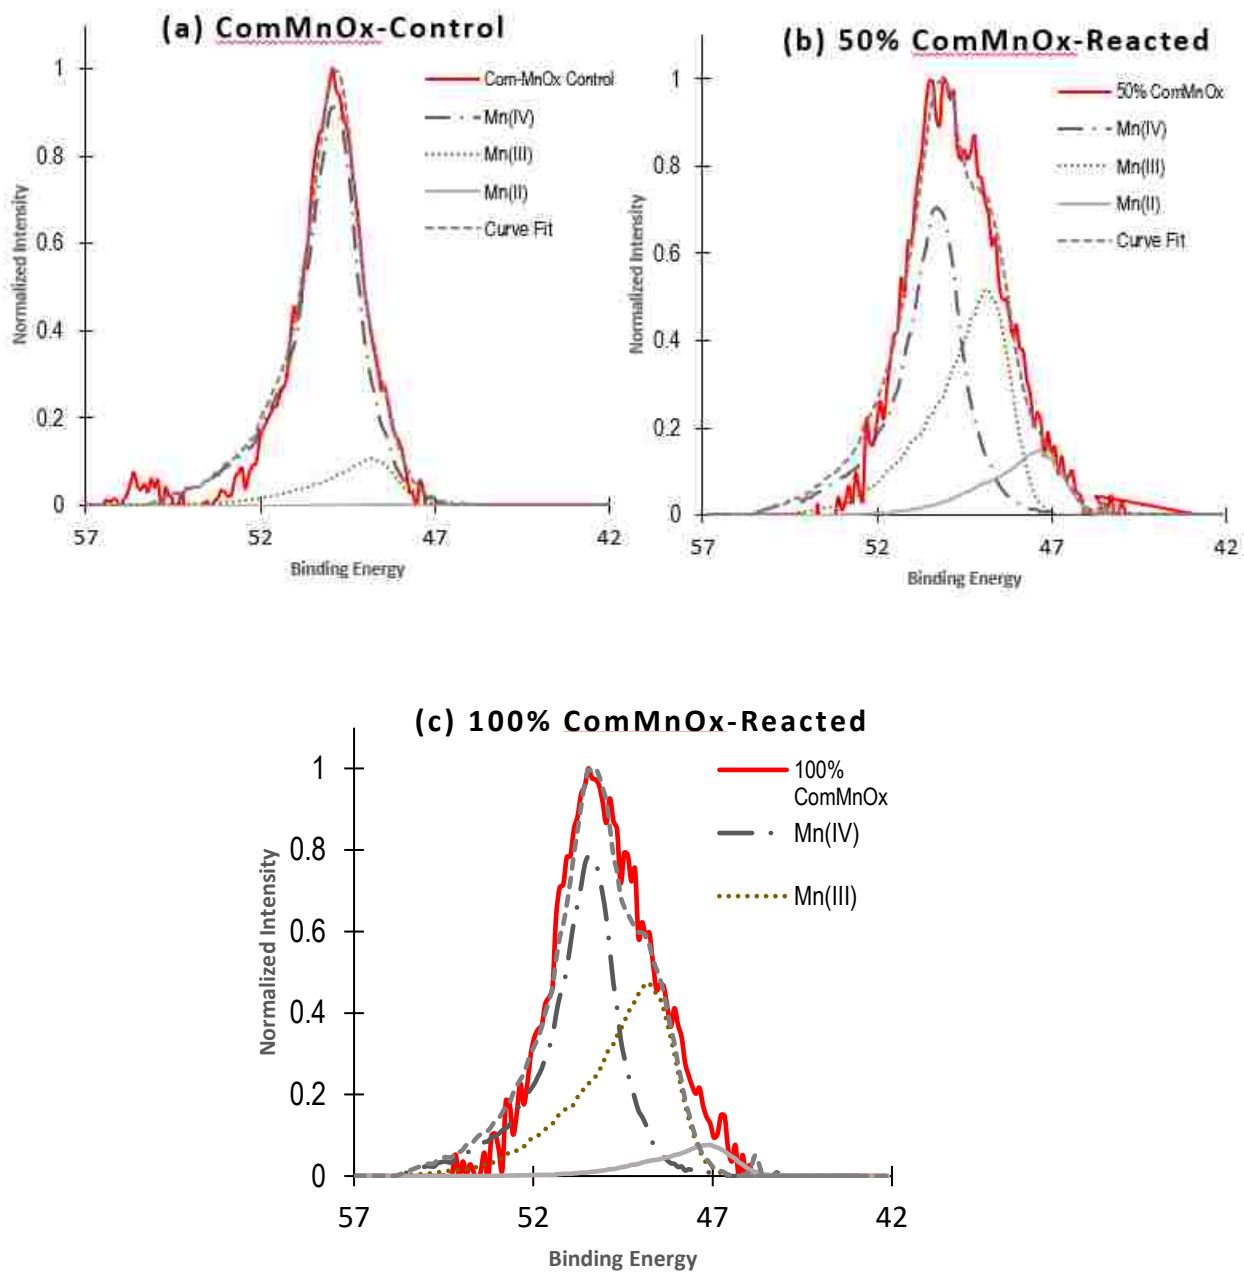 (a) ComMnOx-Control
1
0.8
0.6
0.4
0.2
0
57
52
47
42
Normalized Intensity
Binding Energy
Com-MnOx Control
Mn(IV)
Mn(III)
Mn(II)
Curve Fit
(b) 50% ComMnOx-Reacted
1
0.8
0.6
0.4
0.2
0
57
52
47
42
Normalized Intensity
Binding Energy
50% ComMnOx
Mn(IV)
Mn(III)
Mn(II)
Curve Fit
(c) 100% ComMnOx-Reacted
1
0.8
0.6
0.4
0.2
0
57
52
47
42
Normalized Intensity
Binding Energy
100%
ComMnOx
Mn(IV)
Mn(III)